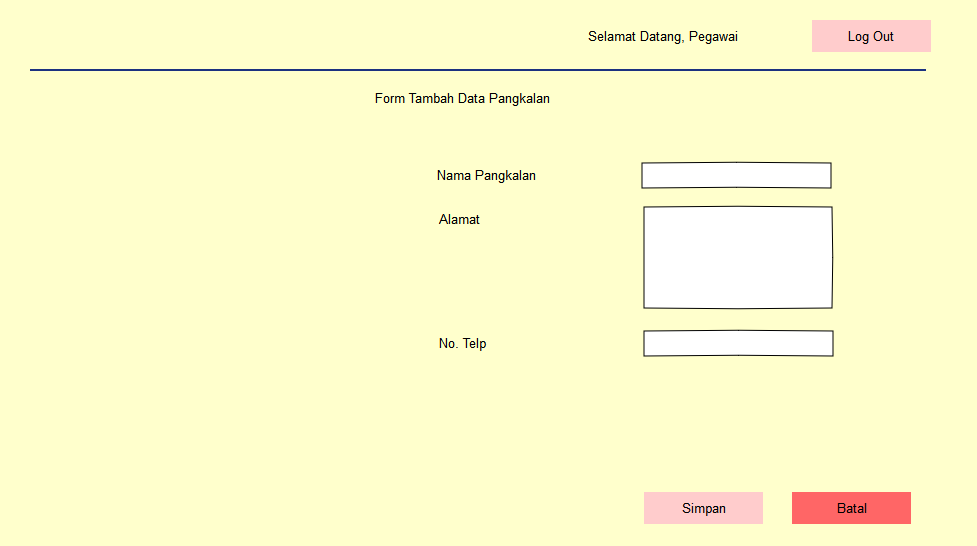 Selamat Datang, Pegawai
Log Out
Form Tambah Data Pangkalan
Nama Pangkalan
Alamat
No. Telp
Simpan
Batal